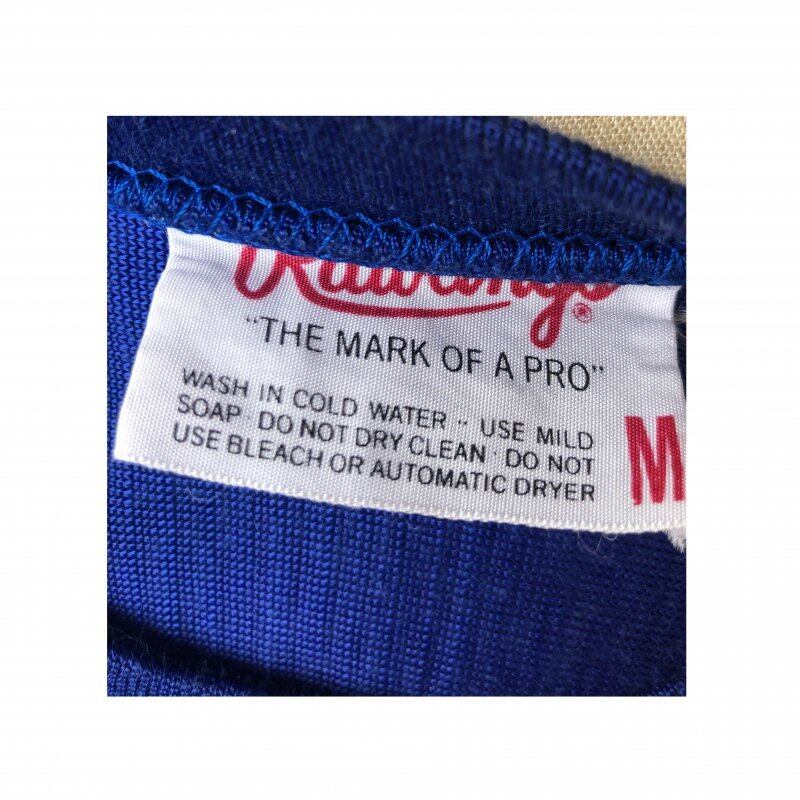 Rawlings®
"THE MARK OF A PRO"
WASH IN COLD WATER · USE MILD
SOAP · DO NOT DRY CLEAN · DO NOT
USE BLEACH OR AUTOMATIC DRYER
M